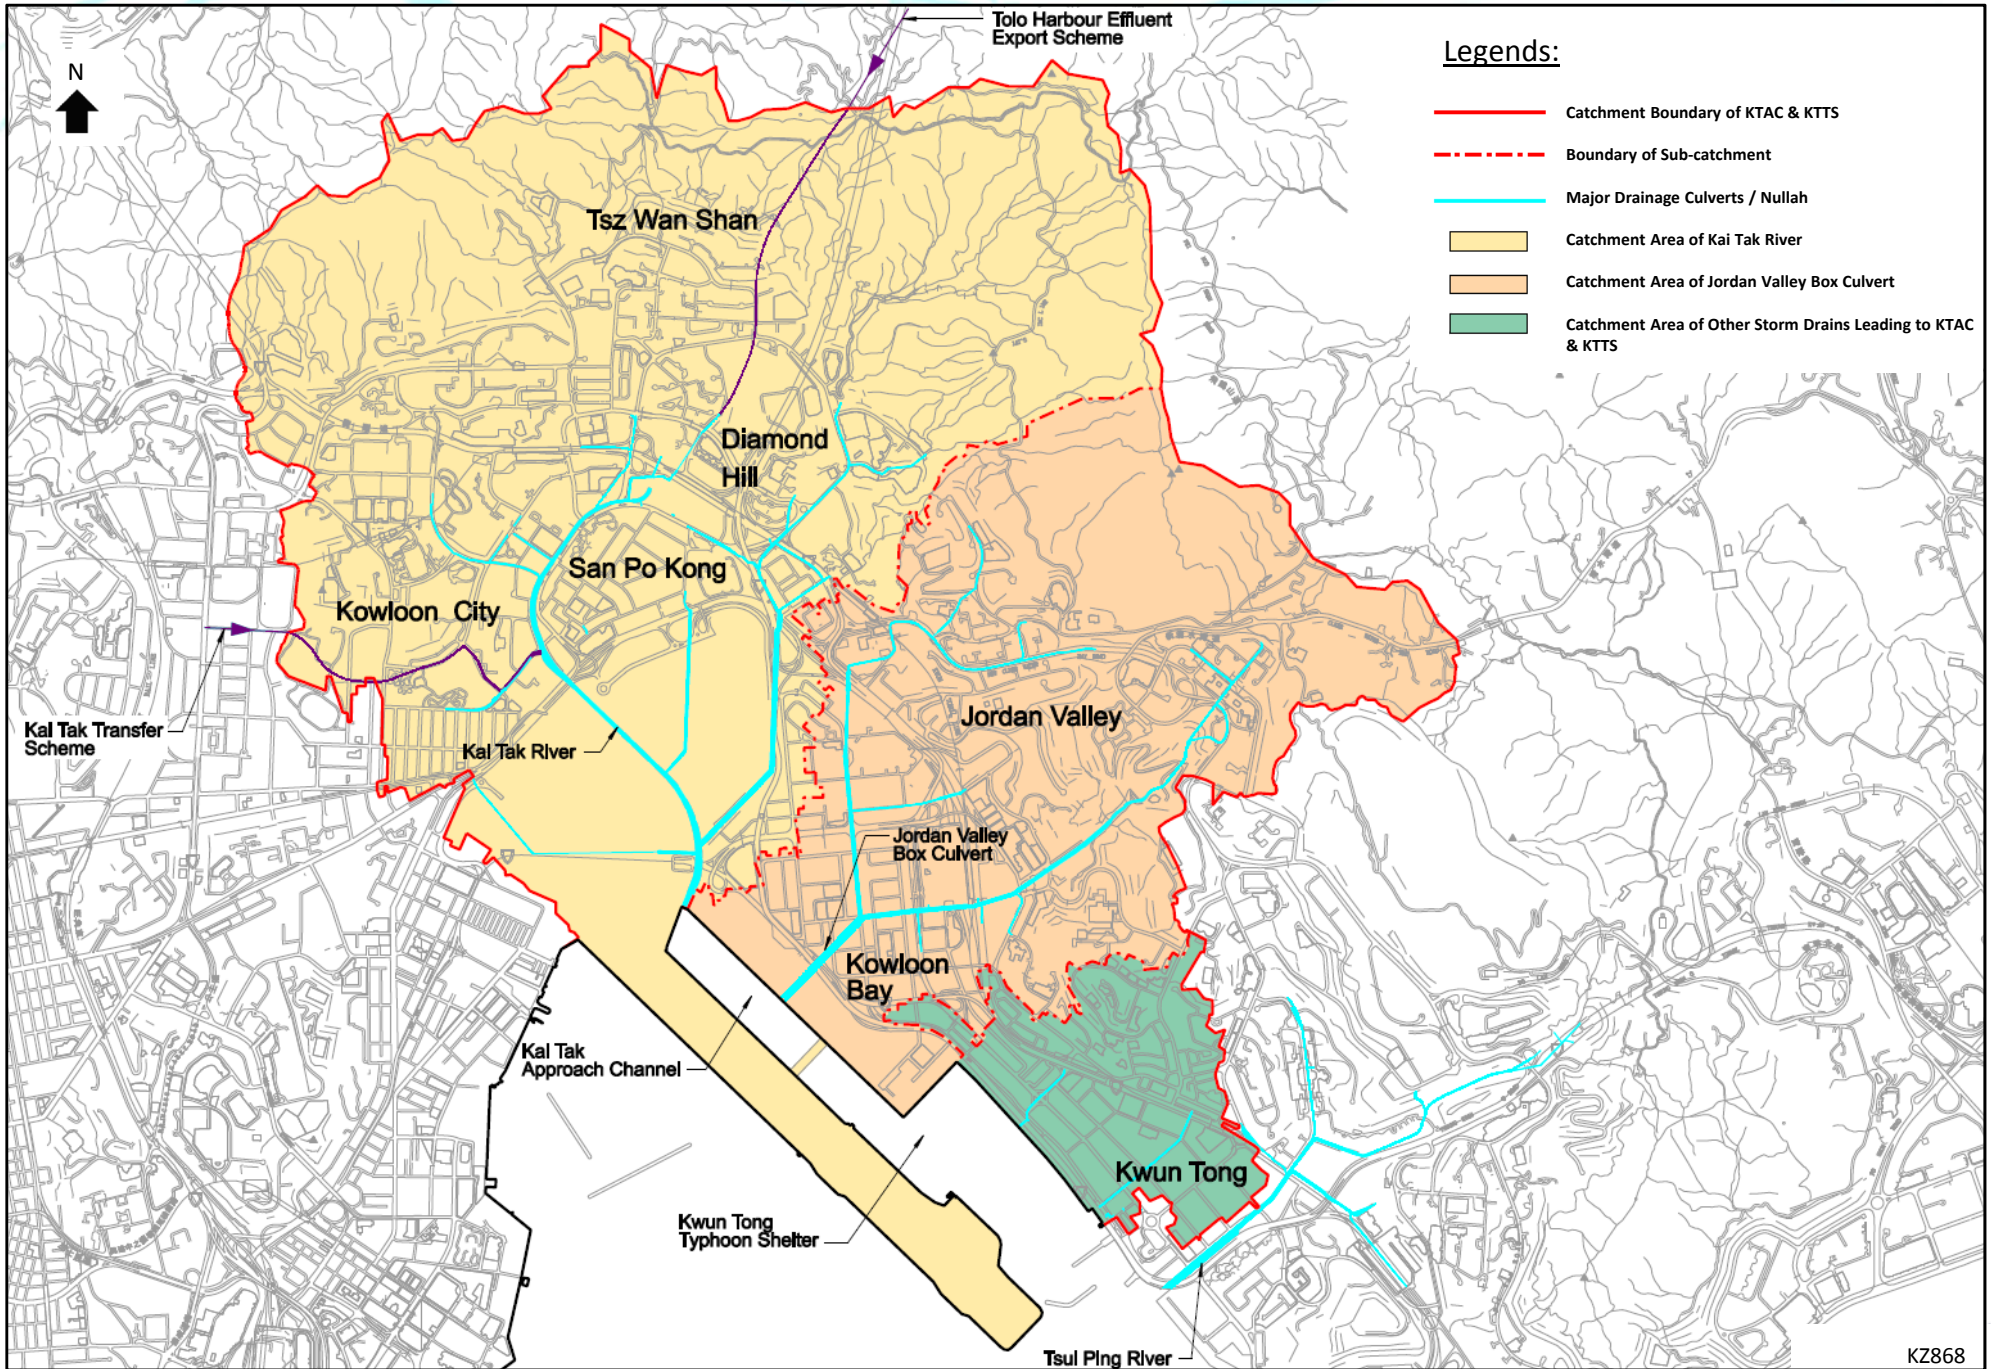 Tolo Harbour Effluent
Export Scheme
N
Legends:
Catchment Boundary of KTAC & KTTS
Boundary of Sub-catchment
Major Drainage Culverts / Nullah
Catchment Area of Kai Tak River
Catchment Area of Jordan Valley Box Culvert
Catchment Area of Other Storm Drains Leading to KTAC
& KTTS
Tsz Wan Shan
Diamond
Hill
San Po Kong
Kowloon City
Kai Tak Transfer
Scheme
Kai Tak River
Jordan Valley
Jordan Valley
Box Culvert
Kowloon
Bay
Kai Tak
Approach Channel
Kwun Tong
Kwun Tong
Typhoon Shelter
Tsui Ping River
KZ868